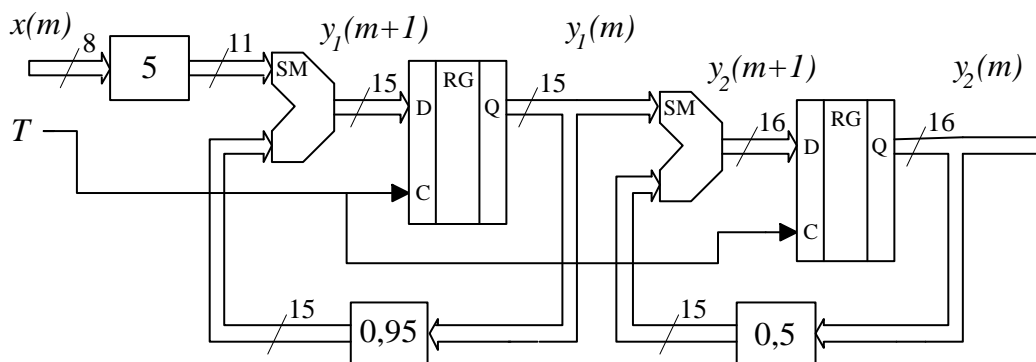 x(m)
8
5
11
SM
y₁(m+1)
15
D
RG
Q
C
y₁(m)
15
SM
y₂(m+1)
16
D
RG
Q
C
y₂(m)
16
T
15
0,95
15
0,5